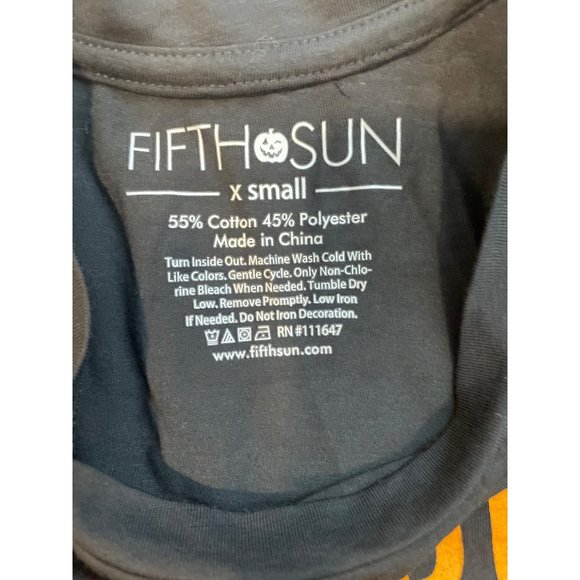 FIFTH SUN
x small
55% Cotton 45% Polyester
Made in China
Turn Inside Out. Machine Wash Cold With
Like Colors. Gentle Cycle. Only Non-Chlo-
rine Bleach When Needed. Tumble Dry
Low. Remove Promptly. Low Iron
If Needed. Do Not Iron Decoration.
RN #111647
www.fifthsun.com